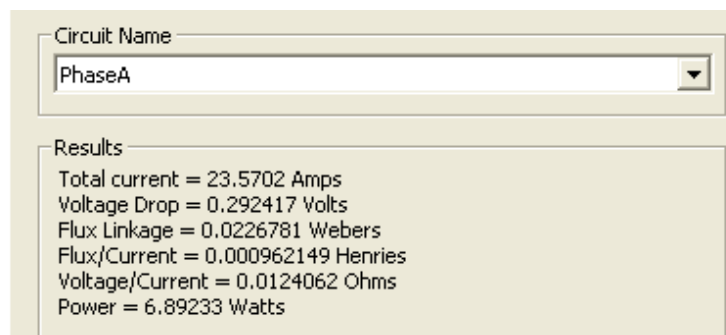 Circuit Name
PhaseA
Results
Total current = 23.5702 Amps
Voltage Drop = 0.292417 Volts
Flux Linkage = 0.0226781 Webers
Flux/Current = 0.000962149 Henries
Voltage/Current = 0.0124062 Ohms
Power = 6.89233 Watts